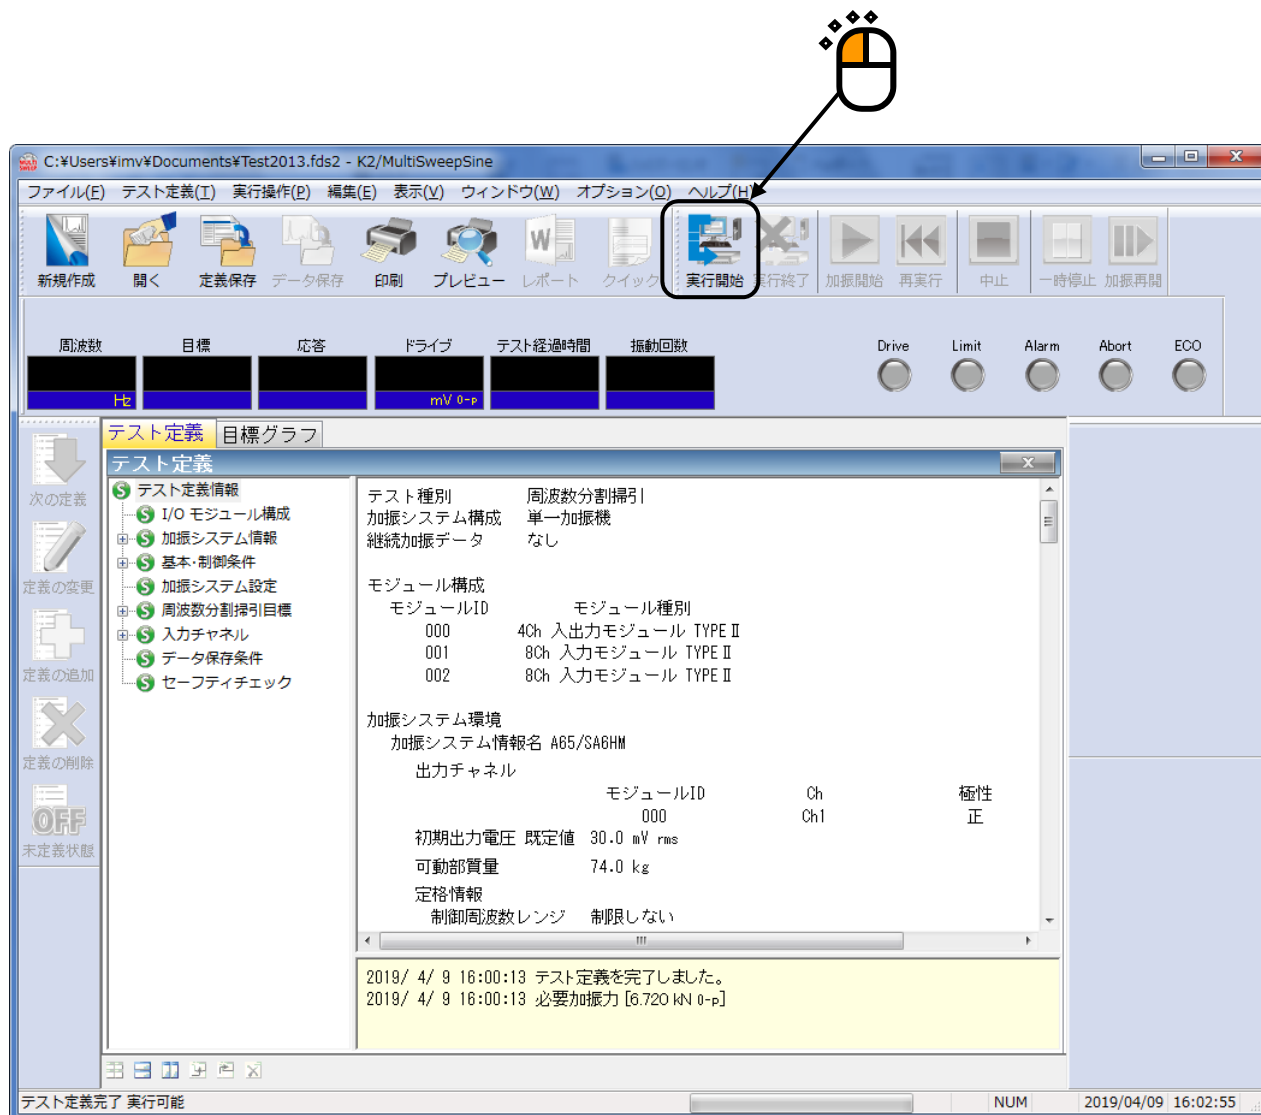 C:¥Users¥imv¥Documents¥Test2013.fds2 - K2/MultiSweepSine
ファイル(F) テスト定義(T) 実行操作(P) 編集(E) 表示(V) ウィンドウ(W) オプション(O) ヘルプ(H)
新規作成 開く 定義保存 データ保存 印刷 プレビュー レポート クイック 実行開始 実行終了 加振開始 再実行 中止 一時停止 加振再開
周波数 目標 応答 ドライブ テスト経過時間 振動回数 Drive Limit Alarm Abort ECO
Hz mV 0-p
テスト定義 目標グラフ
テスト定義
次の定義
定義の変更
定義の追加
定義の削除
OFF
未定義状態
テスト定義情報
I/O モジュール構成
加振システム情報
基本・制御条件
加振システム設定
周波数分割掃引目標
入力チャネル
データ保存条件
セーフティチェック
テスト種別 周波数分割掃引
加振システム構成 単一加振機
継続加振データ なし
モジュール構成
モジュールID モジュール種別
000 4Ch 入出力モジュール TYPEⅡ
001 8Ch 入力モジュール TYPEⅡ
002 8Ch 入力モジュール TYPEⅡ
加振システム環境
加振システム情報名 A65/SA6HM
出力チャネル
モジュールID Ch 極性
000 Ch1 正
初期出力電圧 既定値 30.0 mV rms
可動部質量 74.0 kg
定格情報
制御周波数レンジ 制限しない
2019/ 4/ 9 16:00:13 テスト定義を完了しました。
2019/ 4/ 9 16:00:13 必要加振力 [6.720 kN 0-p]
テスト定義完了 実行可能 NUM 2019/04/09 16:02:55